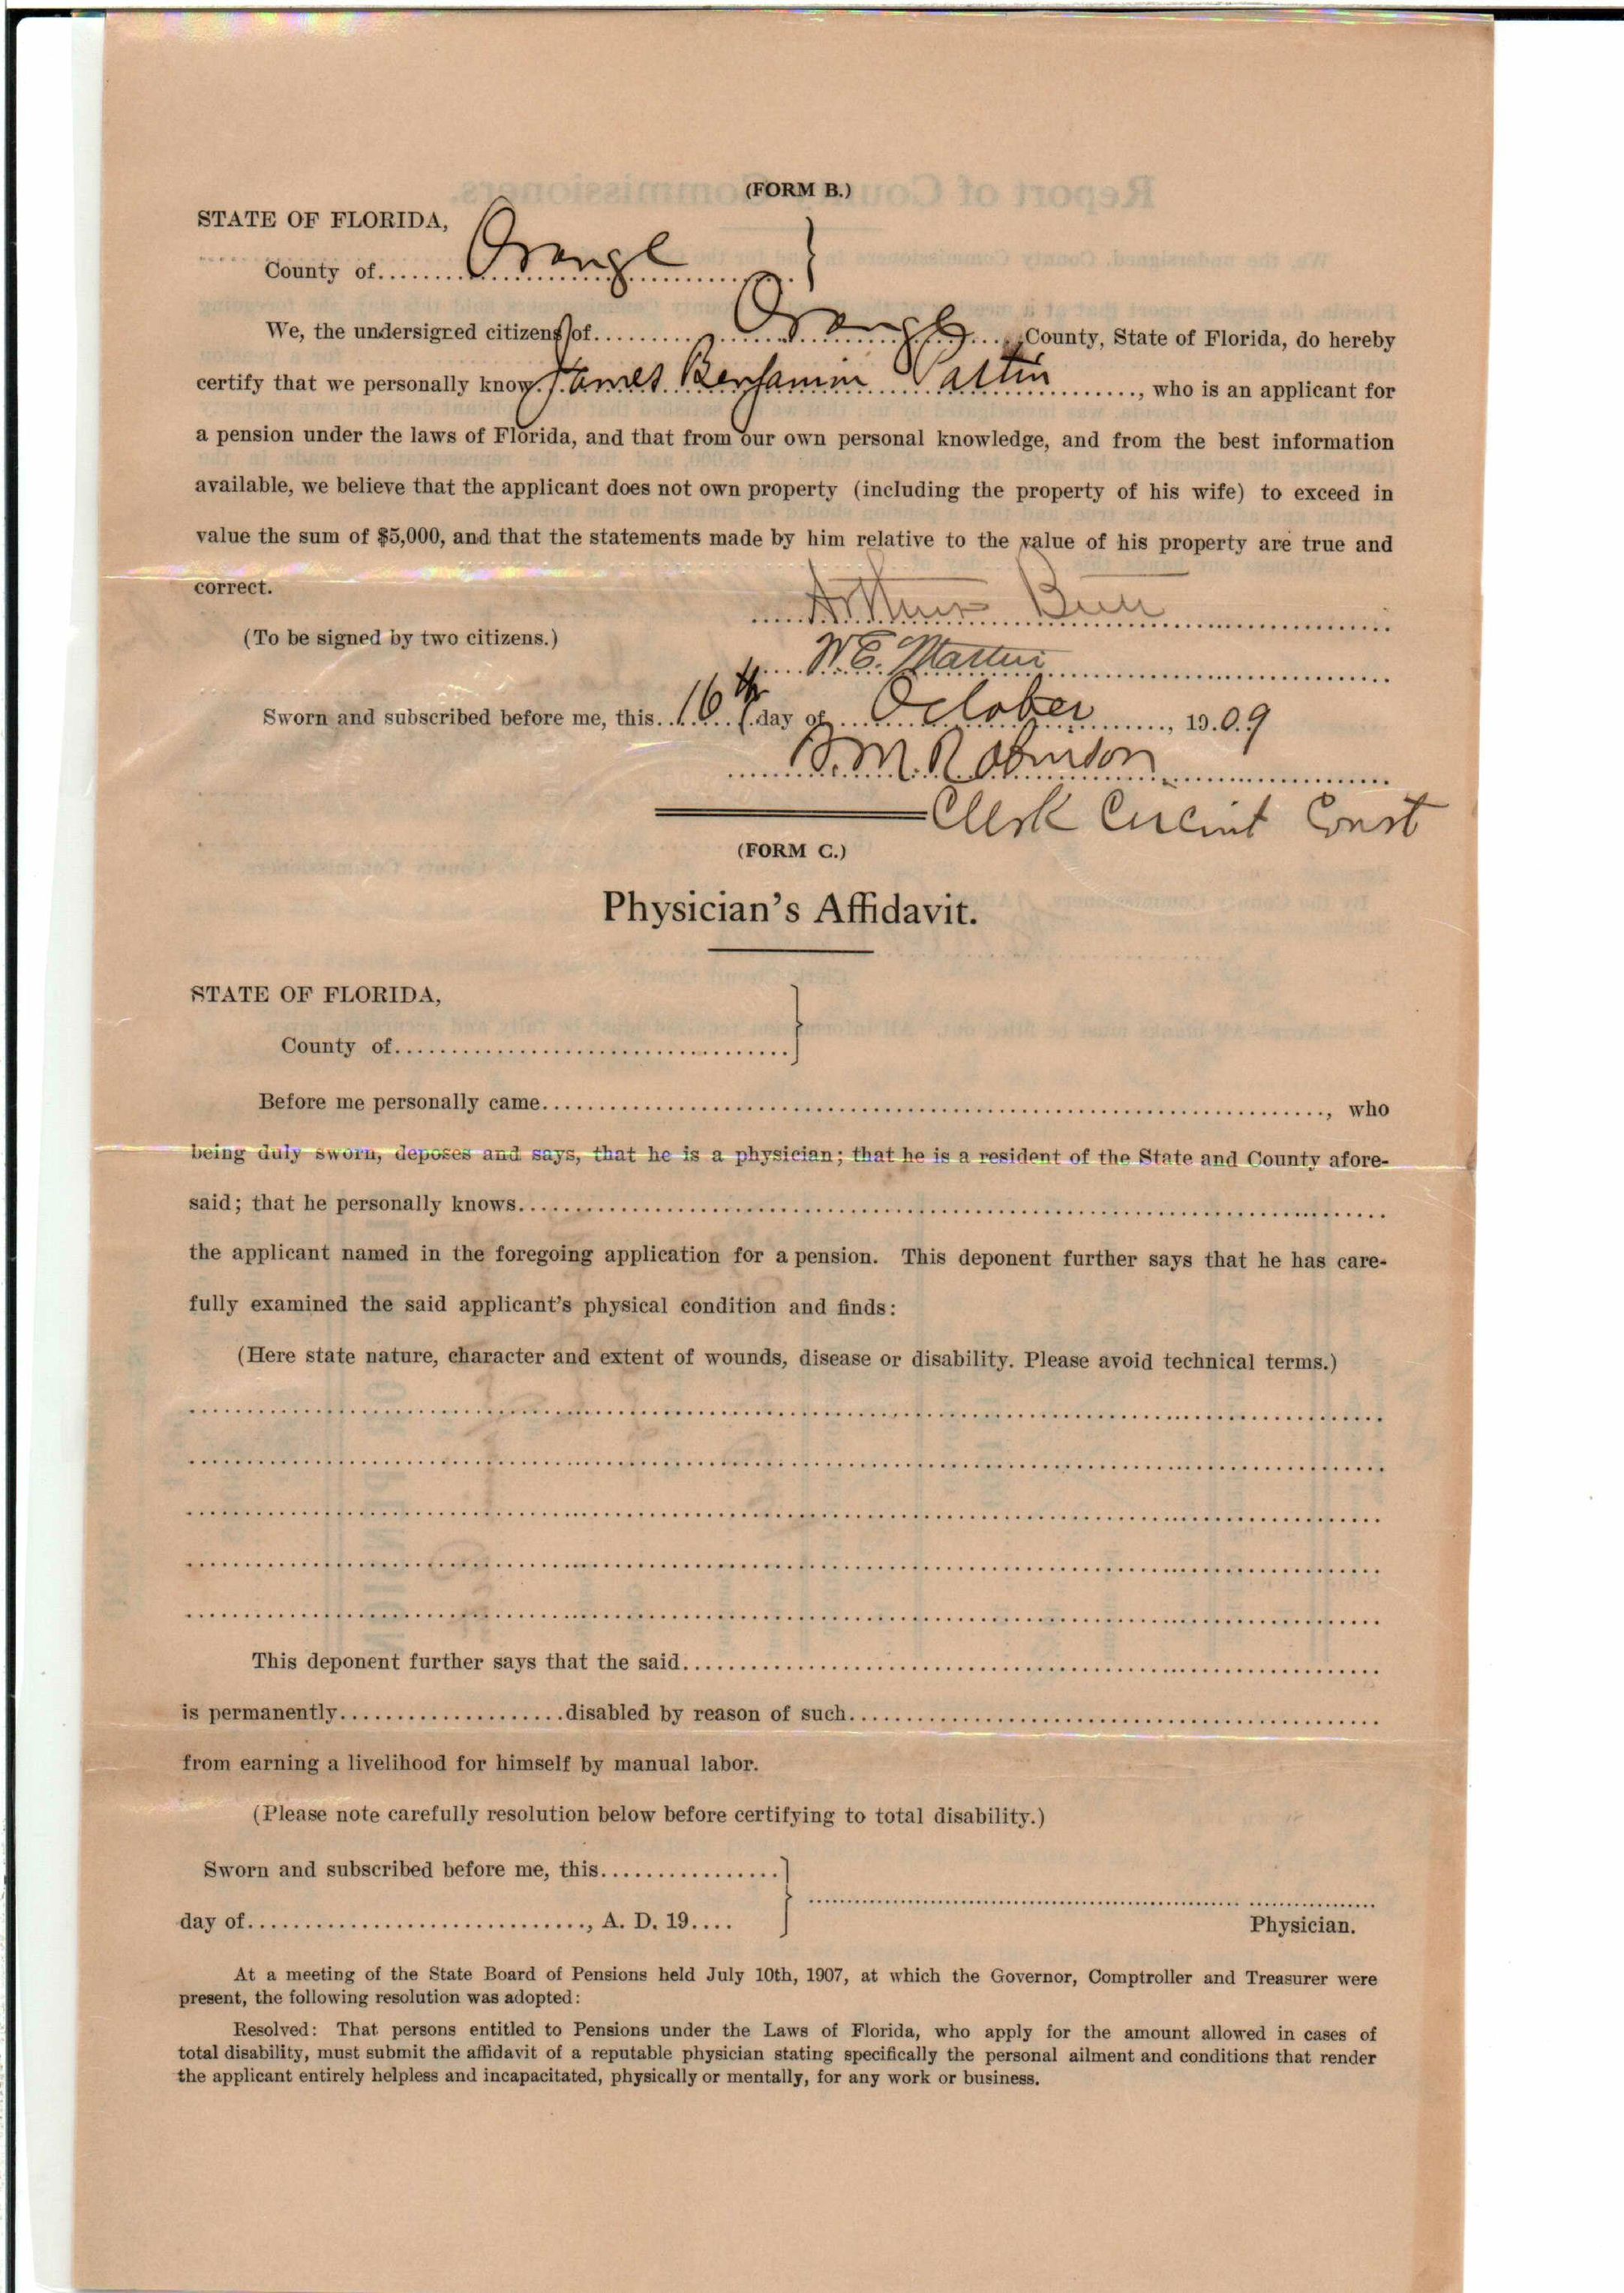 (FORM B.)
STATE OF FLORIDA,
County of........Orange........}
We, the undersigned citizens of........Orange........County, State of Florida, do hereby
certify that we personally know James Benjamin Pattin........, who is an applicant for
a pension under the laws of Florida, and that from our own personal knowledge, and from the best information
available, we believe that the applicant does not own property (including the property of his wife) to exceed in
value the sum of $5,000, and that the statements made by him relative to the value of his property are true and
correct.
Arthur Butt
(To be signed by two citizens.)
W. E. Martin
Sworn and subscribed before me, this 16th day of October, 1909
B. M. Robinson
Clerk Circuit Court
(FORM C.)
Physician's Affidavit.
STATE OF FLORIDA,
County of........}
Before me personally came........, who
being duly sworn, deposes and says, that he is a physician; that he is a resident of the State and County afore-
said; that he personally knows........
the applicant named in the foregoing application for a pension. This deponent further says that he has care-
fully examined the said applicant's physical condition and finds:
(Here state nature, character and extent of wounds, disease or disability. Please avoid technical terms.)
This deponent further says that the said........
is permanently........disabled by reason of such........
from earning a livelihood for himself by manual labor.
(Please note carefully resolution below before certifying to total disability.)
Sworn and subscribed before me, this........
day of........, A. D. 19....
Physician.
At a meeting of the State Board of Pensions held July 10th, 1907, at which the Governor, Comptroller and Treasurer were
present, the following resolution was adopted:
Resolved: That persons entitled to Pensions under the Laws of Florida, who apply for the amount allowed in cases of
total disability, must submit the affidavit of a reputable physician stating specifically the personal ailment and conditions that render
the applicant entirely helpless and incapacitated, physically or mentally, for any work or business.